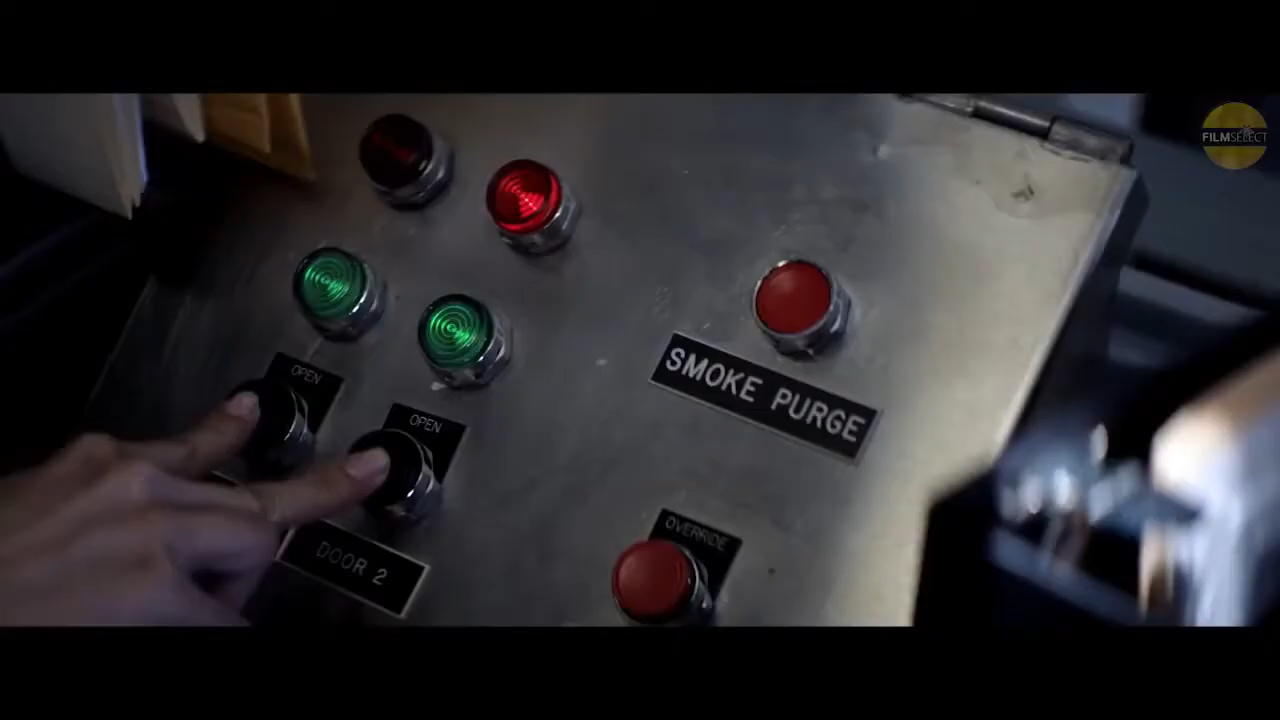 FILMSELECT
OPEN
OPEN
SMOKE PURGE
OVERRIDE
DOOR 2